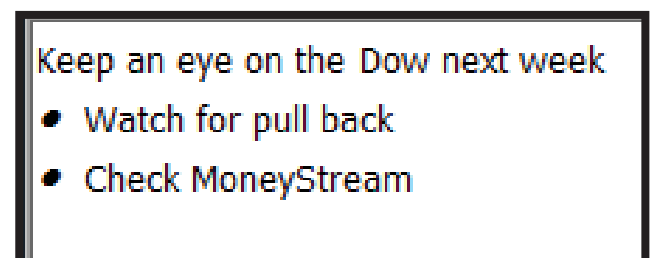 Keep an eye on the Dow next week
• Watch for pull back
• Check MoneyStream